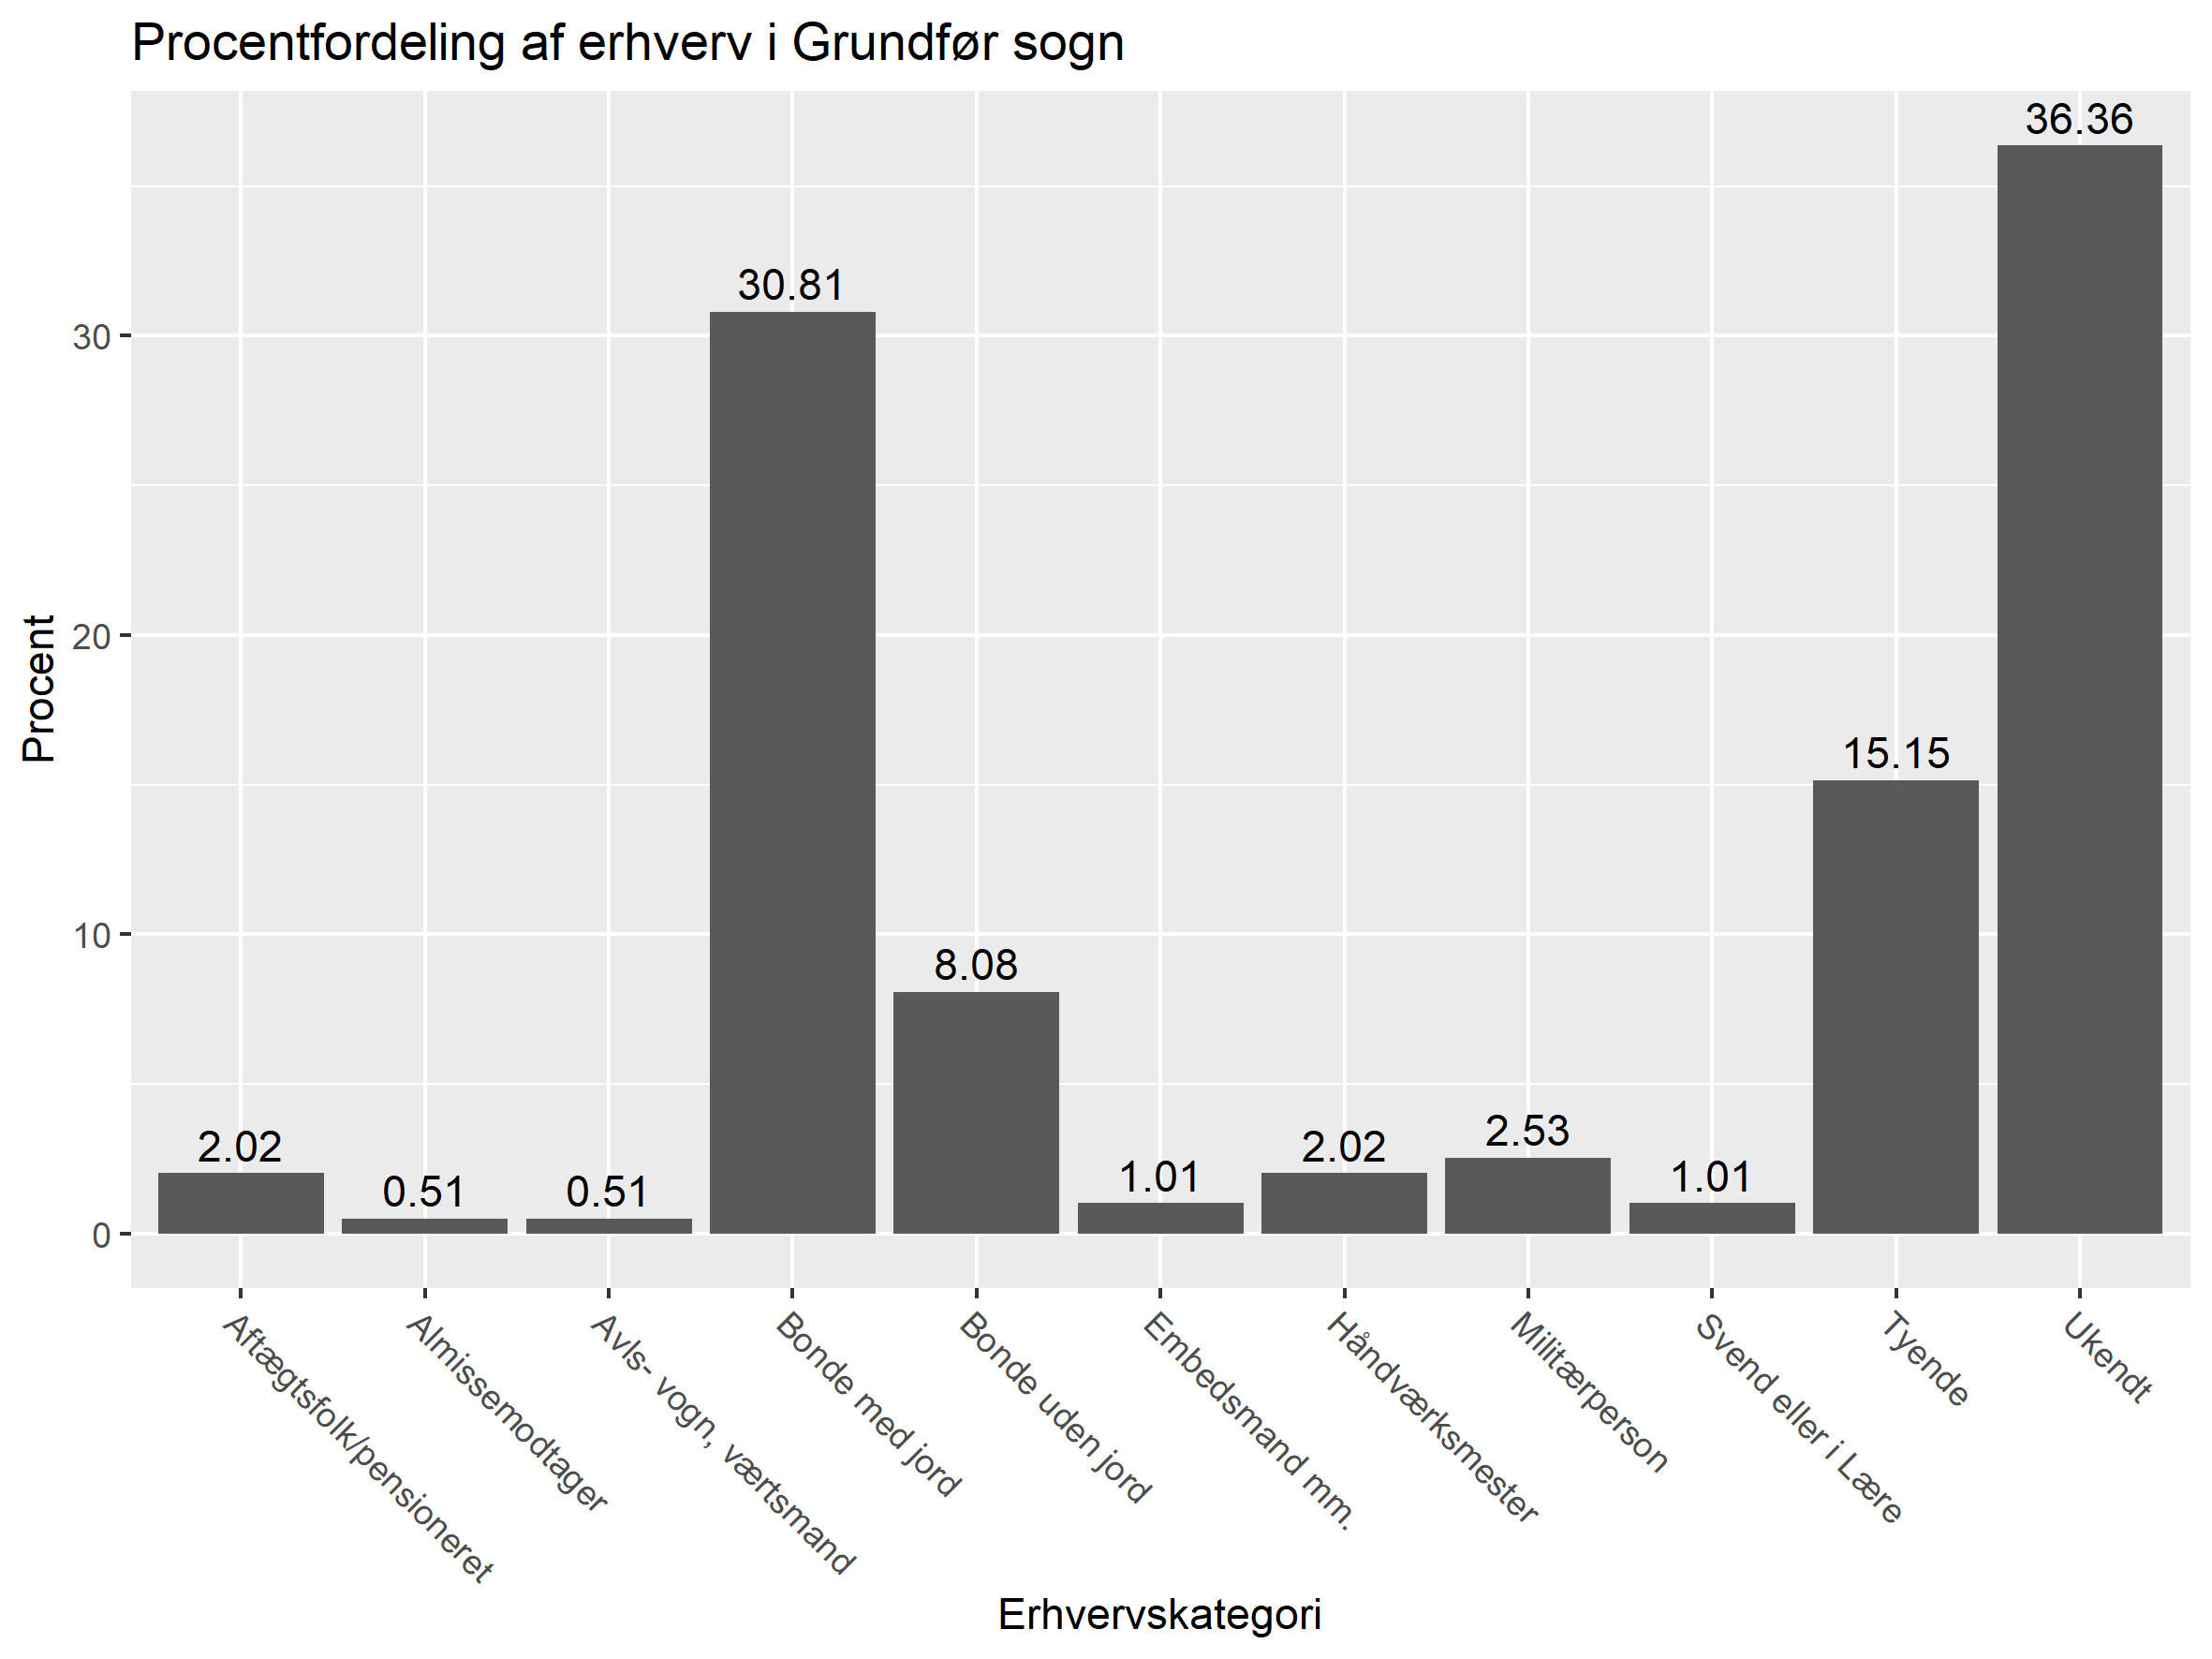 Procentfordeling af erhverv i Grundfør sogn
36.36
30.81
15.15
8.08
2.53
2.02
2.02
1.01
1.01
0.51
0.51
30
20
10
0
Procent
Aftægtsfolk/pensioneret
Almissemodtager
Avls- vogn, værtsmand
Bonde med jord
Bonde uden jord
Embedsmand mm.
Håndværksmester
Militærperson
Svend eller i Lære
Tyende
Ukendt
Erhvervskategori